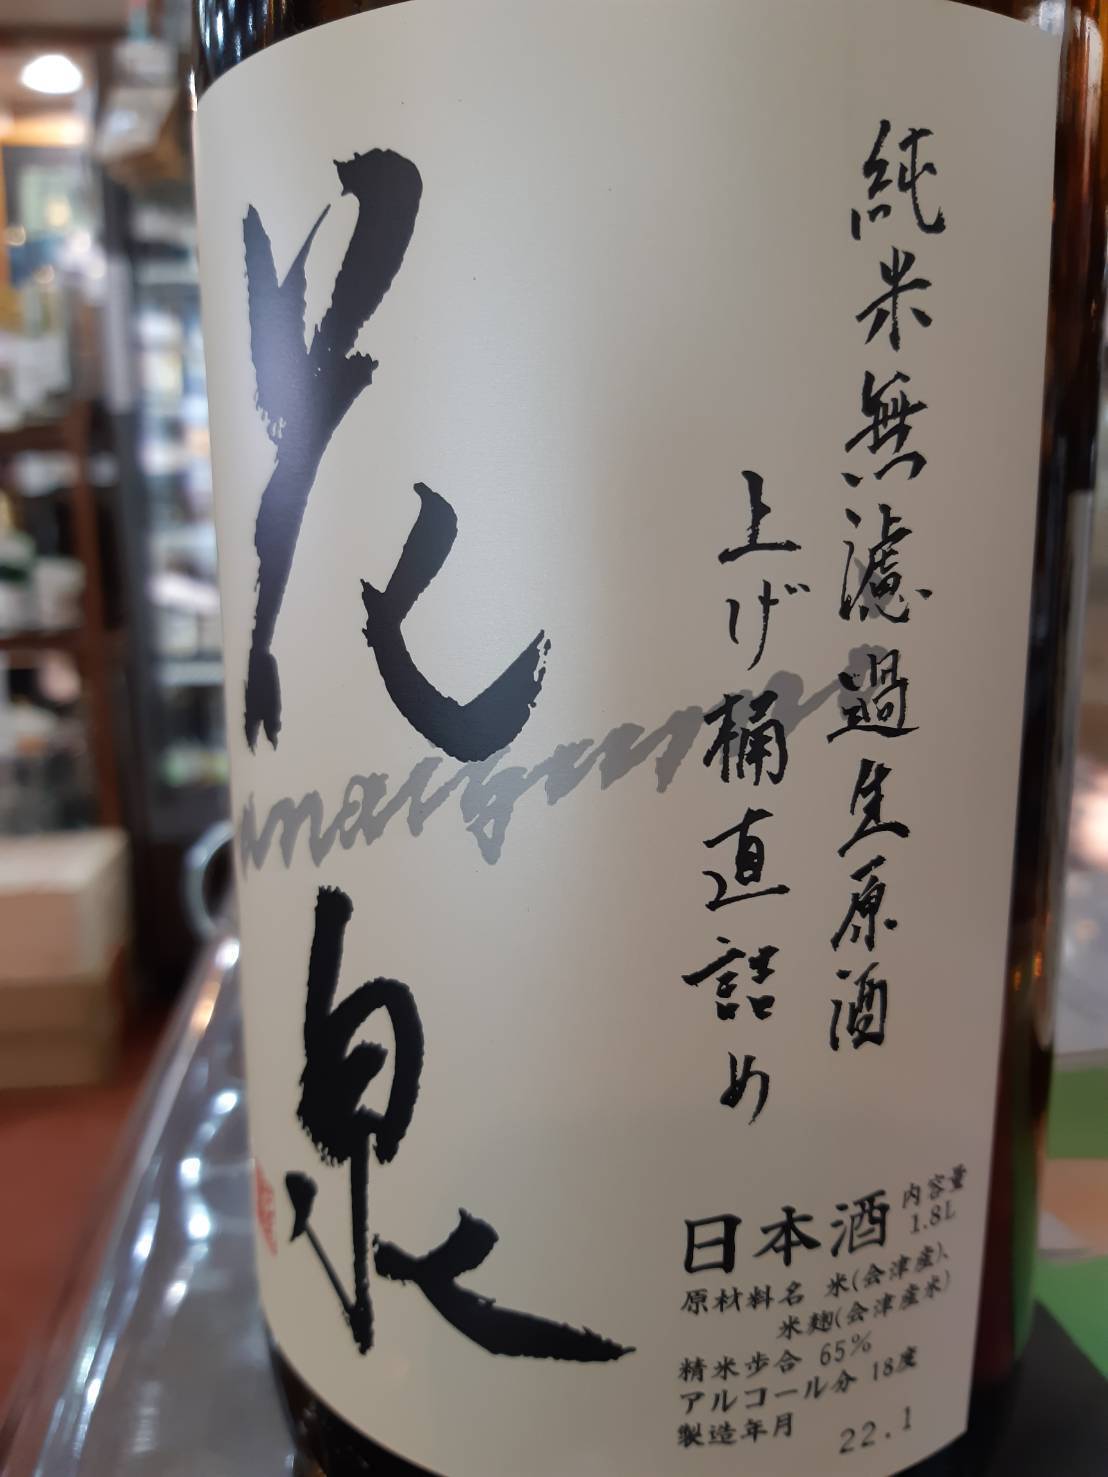 純米無濾過生原酒
上げ桶直詰め
花泉
日本酒
内容量
1.8L
原材料名 米(会津産)、
米麹(会津産米)
精米歩合 65%
アルコール分 18度
製造年月 22.1